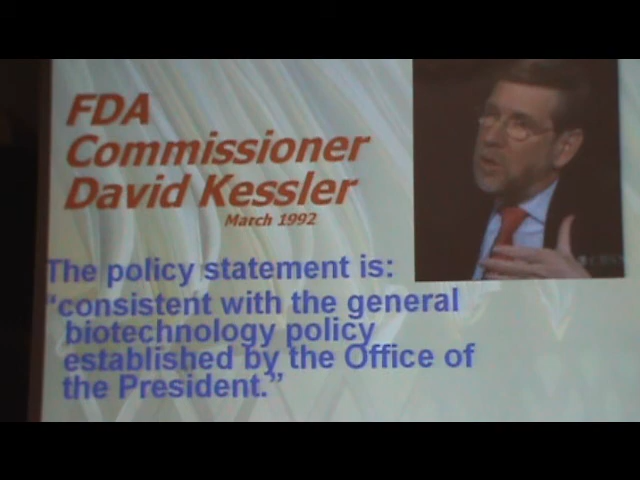 FDA
Commissioner
David Kessler
March 1992
The policy statement is:
"consistent with the general
biotechnology policy
established by the Office of
the President."